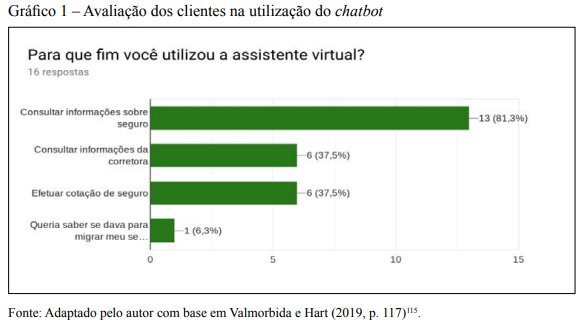 Gráfico 1 – Avaliação dos clientes na utilização do chatbot
Para que fim você utilizou a assistente virtual?
16 respostas
Consultar informações sobre
seguro
13 (81,3%)
Consultar informações da
corretora
6 (37,5%)
Efetuar cotação de seguro
6 (37,5%)
Queria saber se dava para
migrar meu se…
1 (6,3%)
0 5 10 15
Fonte: Adaptado pelo autor com base em Valmorbida e Hart (2019, p. 117)¹¹⁵.